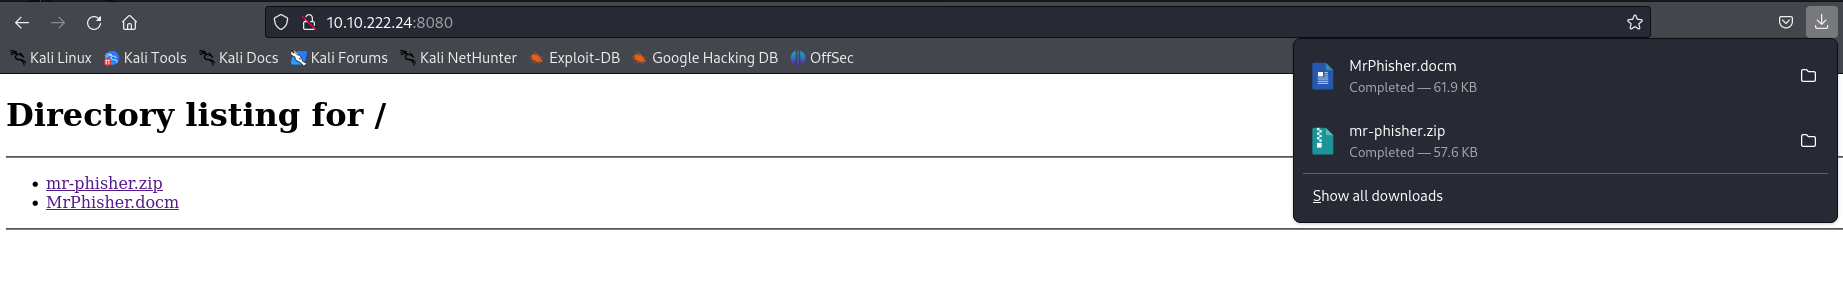 10.10.222.24:8080
Kali Linux Kali Tools Kali Docs Kali Forums Kali NetHunter Exploit-DB Google Hacking DB OffSec
Directory listing for /
mr-phisher.zip
MrPhisher.docm
MrPhisher.docm
Completed — 61.9 KB
mr-phisher.zip
Completed — 57.6 KB
Show all downloads